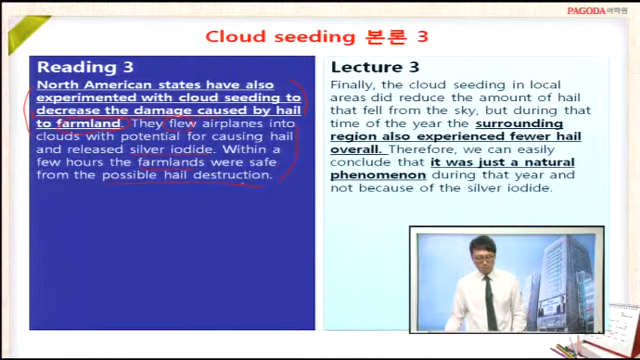 PAGODA어학원
Cloud seeding 본론 3
Reading 3
North American states have also
experimented with cloud seeding to
decrease the damage caused by hail
to farmland. They flew airplanes into
clouds with potential for causing hail
and released silver iodide. Within a
few hours the farmlands were safe
from the possible hail destruction.
Lecture 3
Finally, the cloud seeding in local
areas did reduce the amount of hail
that fell from the sky, but during that
time of the year the surrounding
region also experienced fewer hail
overall. Therefore, we can easily
conclude that it was just a natural
phenomenon during that year and
not because of the silver iodide.